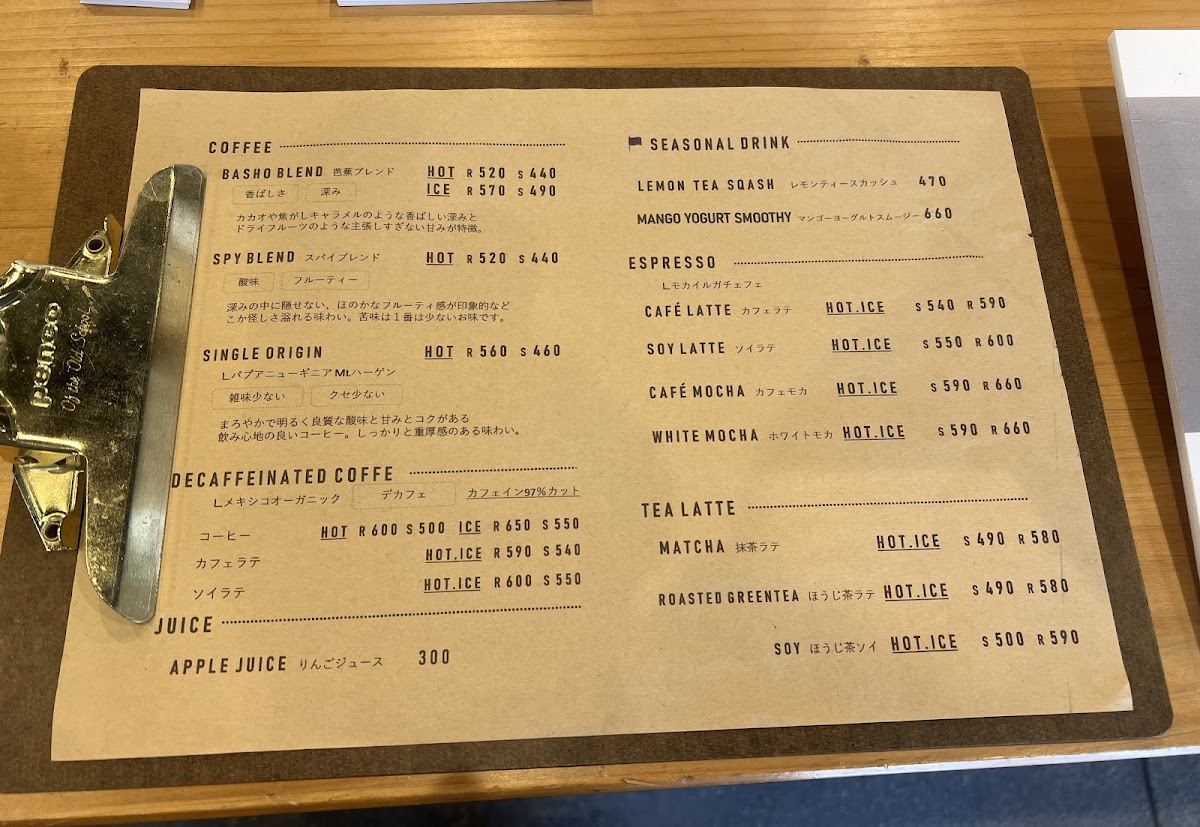 COFFEE
BASHO BLEND 芭蕉ブレンド HOT R 520 S 440
ICE R 570 S 490
香ばしさ 深み
カカオや焦がしキャラメルのような香ばしい深みと
ドライフルーツのような主張しすぎない甘みが特徴。
SPY BLEND スパイブレンド HOT R 520 S 440
酸味 フルーティー
深みの中に隠せない、ほのかなフルーティ感が印象的など
こか怪しさ溢れる味わい。苦味は1番は少ないお味です。
SINGLE ORIGIN HOT R 560 S 460
∟パプアニューギニア Mt.ハーゲン
雑味少ない クセ少ない
まろやかで明るく良質な酸味と甘みとコクがある
飲み心地の良いコーヒー。しっかりと重厚感のある味わい。
DECAFFEINATED COFFE
∟メキシコオーガニック デカフェ カフェイン97%カット
コーヒー HOT R 600 S 500 ICE R 650 S 550
カフェラテ HOT.ICE R 590 S 540
ソイラテ HOT.ICE R 600 S 550
JUICE
APPLE JUICE りんごジュース 300
SEASONAL DRINK
LEMON TEA SQASH レモンティースカッシュ 470
MANGO YOGURT SMOOTHY マンゴーヨーグルトスムージー 660
ESPRESSO
∟モカイルガチェフェ
CAFÉ LATTE カフェラテ HOT.ICE S 540 R 590
SOY LATTE ソイラテ HOT.ICE S 550 R 600
CAFÉ MOCHA カフェモカ HOT.ICE S 590 R 660
WHITE MOCHA ホワイトモカ HOT.ICE S 590 R 660
TEA LATTE
MATCHA 抹茶ラテ HOT.ICE S 490 R 580
ROASTED GREENTEA ほうじ茶ラテ HOT.ICE S 490 R 580
SOY ほうじ茶ソイ HOT.ICE S 500 R 590
penco